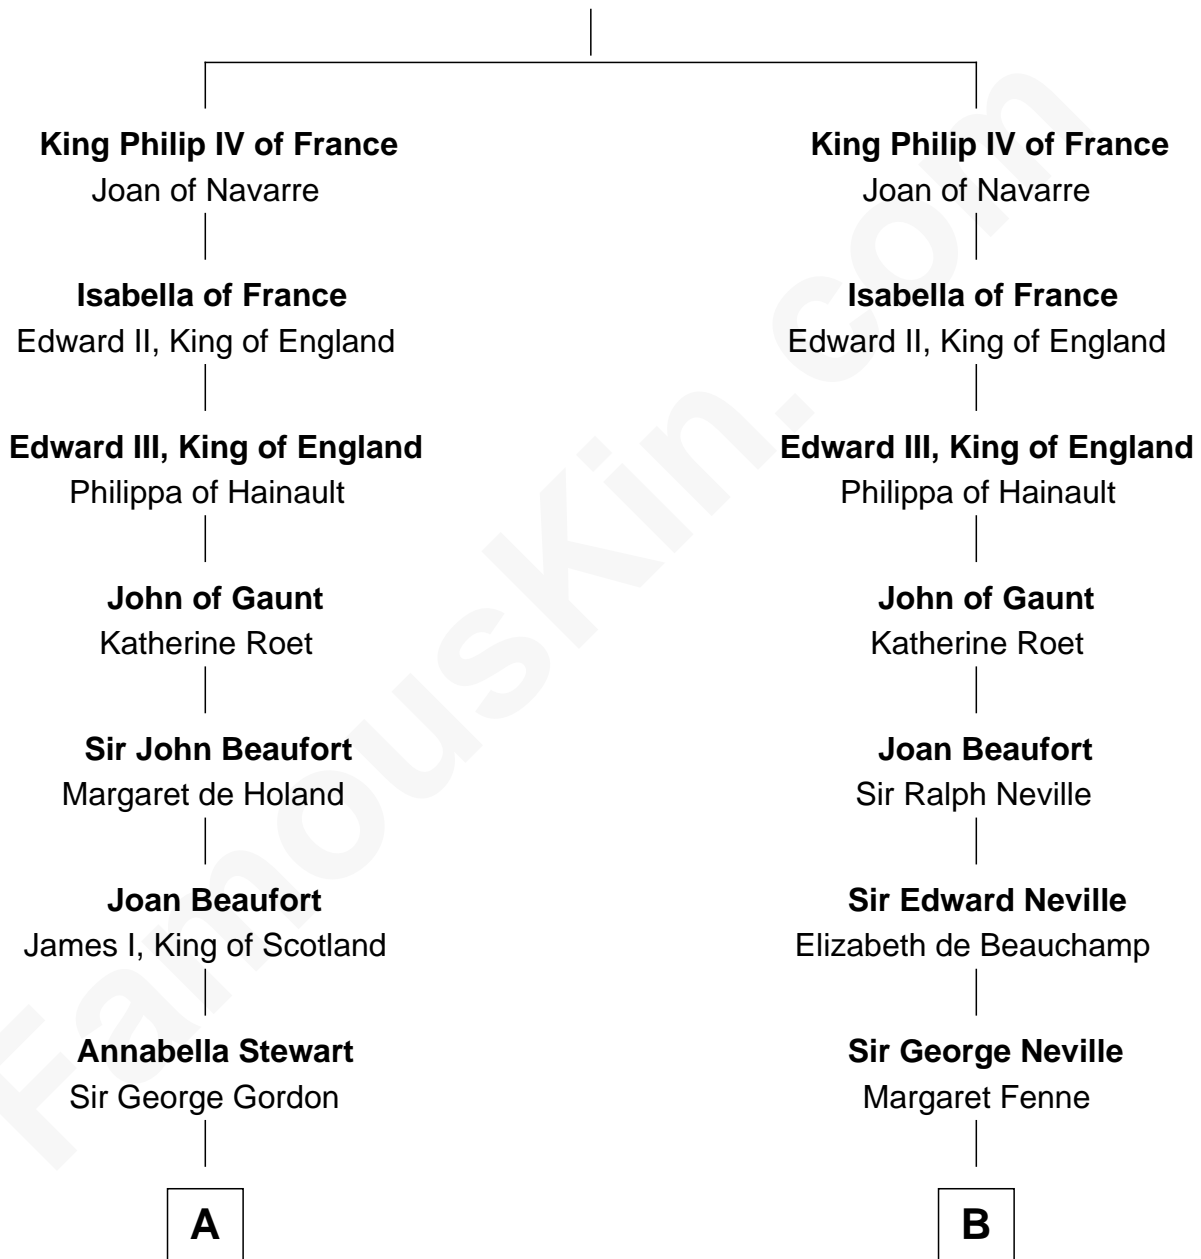 King Philip IV of France
Joan of Navarre
Isabella of France
Edward II, King of England
Edward III, King of England
Philippa of Hainault
John of Gaunt
Katherine Roet
Sir John Beaufort
Margaret de Holand
Joan Beaufort
James I, King of Scotland
Annabella Stewart
Sir George Gordon
A
King Philip IV of France
Joan of Navarre
Isabella of France
Edward II, King of England
Edward III, King of England
Philippa of Hainault
John of Gaunt
Katherine Roet
Joan Beaufort
Sir Ralph Neville
Sir Edward Neville
Elizabeth de Beauchamp
Sir George Neville
Margaret Fenne
B
FamousKin.com